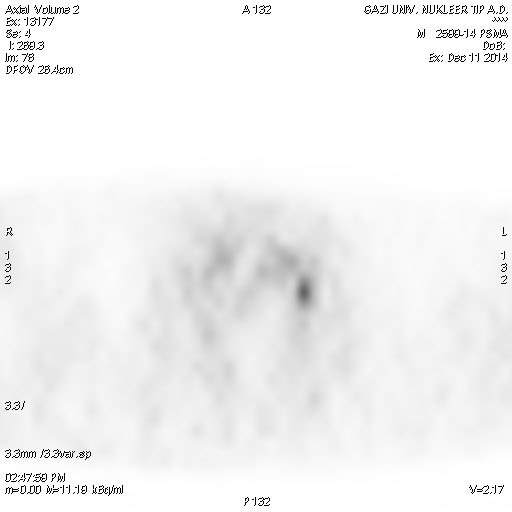 Axial Volume 2
Ex: 13177
Se: 4
I: 289.3
Im: 78
DFOV 26.4cm
A 132
GAZI UNIV. NUKLEER TIP A.D.
^^^^
M 2599-14 PSMA
DoB:
Ex: Dec 11 2014
R
1
3
2
L
1
3
2
3.3/
3.3mm /3.3var.sp
02:47:59 PM
m=0.00 M=11.19 kBq/ml
P 132
V=2.17